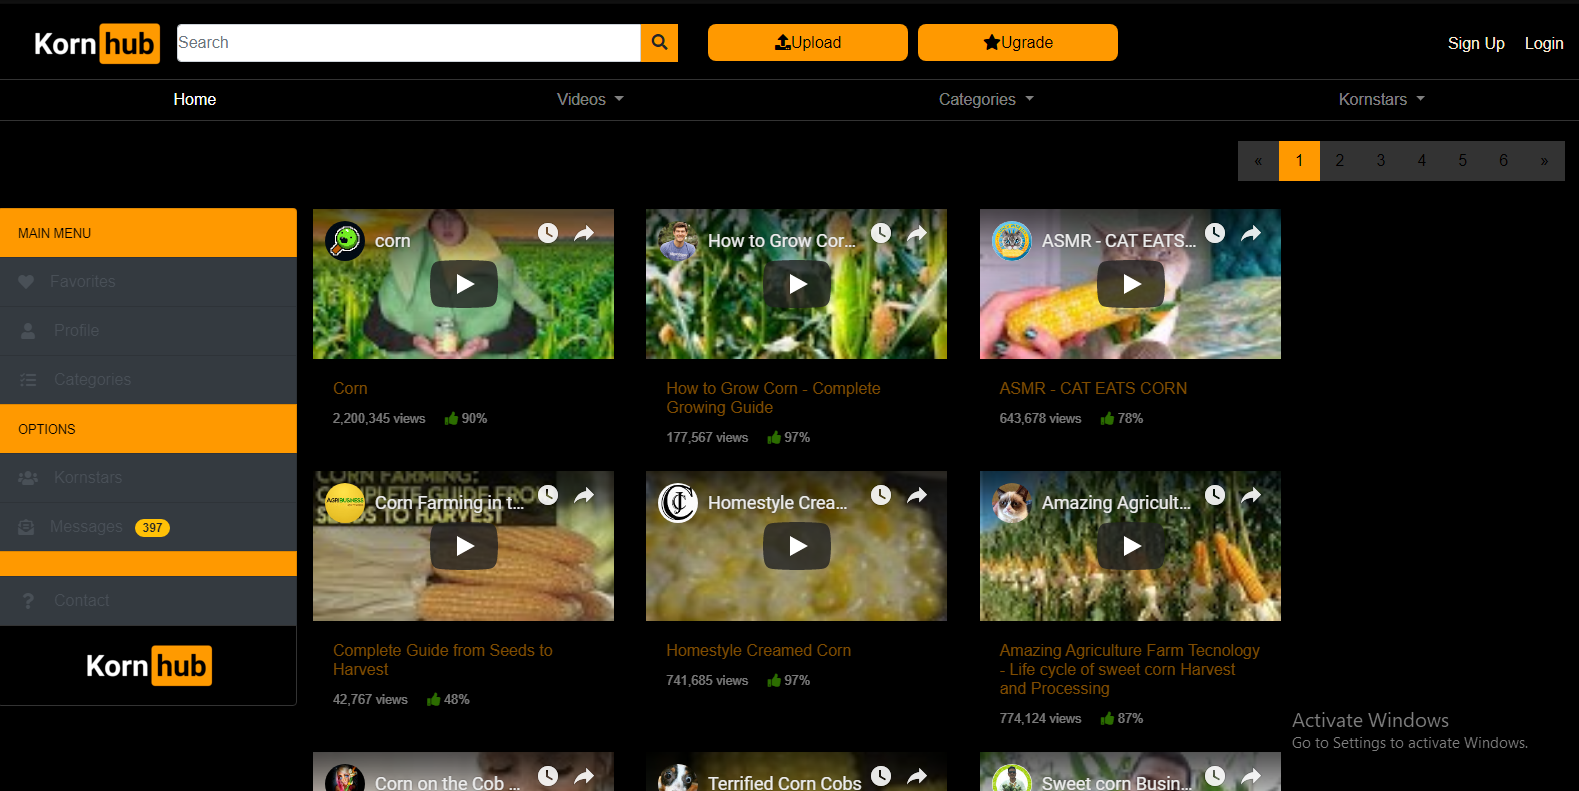 Korn hub
Search
Upload
Ugrade
Sign Up
Login
Home
Videos
Categories
Kornstars
« 1 2 3 4 5 6 »
MAIN MENU
Favorites
Profile
Categories
OPTIONS
Kornstars
Messages 397
Contact
Korn hub
corn
Corn
2,200,345 views 90%
How to Grow Cor...
How to Grow Corn - Complete
Growing Guide
177,567 views 97%
ASMR - CAT EATS...
ASMR - CAT EATS CORN
643,678 views 78%
CORN FARMING:
SEEDS TO HARVEST
AGRIBUSINESS
Corn Farming in t...
Complete Guide from Seeds to
Harvest
42,767 views 48%
Homestyle Crea...
Homestyle Creamed Corn
741,685 views 97%
Amazing Agricult...
Amazing Agriculture Farm Tecnology
- Life cycle of sweet corn Harvest
and Processing
774,124 views 87%
Corn on the Cob ...
Terrified Corn Cobs
Sweet corn Busin...
Activate Windows
Go to Settings to activate Windows.